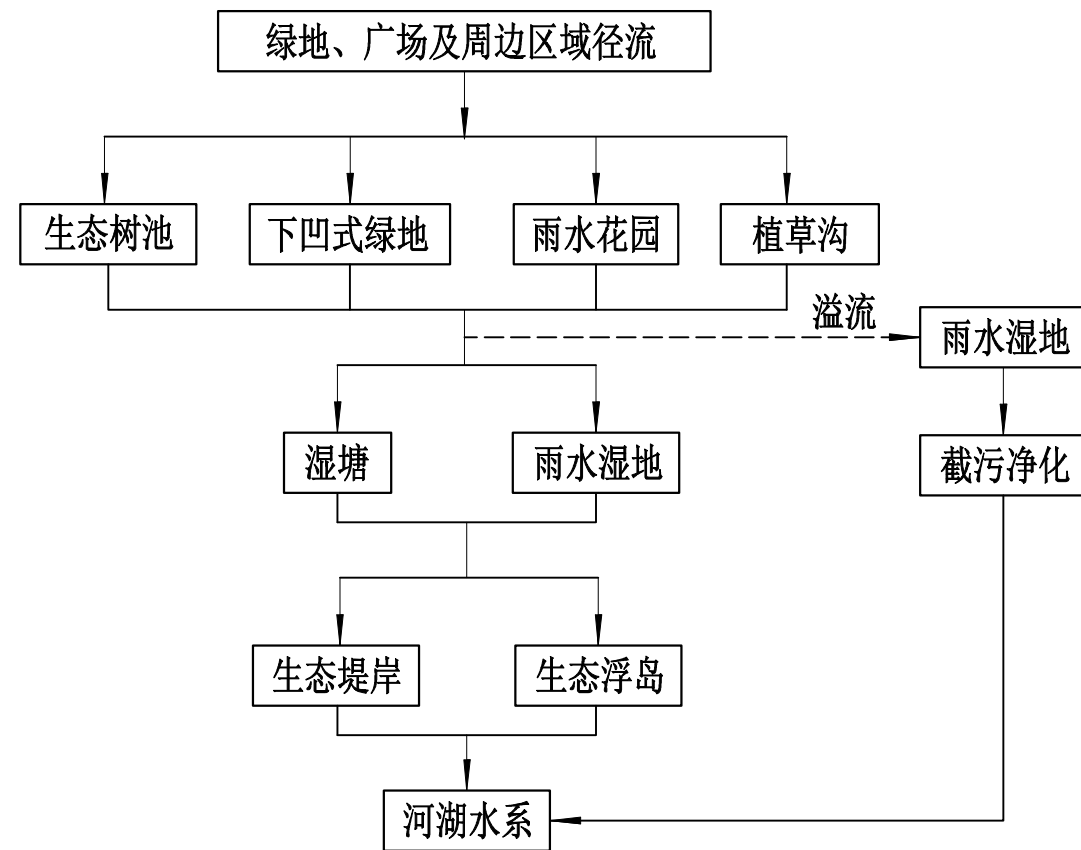 绿地、广场及周边区域径流
生态树池
下凹式绿地
雨水花园
植草沟
溢流
雨水湿地
湿塘
雨水湿地
截污净化
生态堤岸
生态浮岛
河湖水系